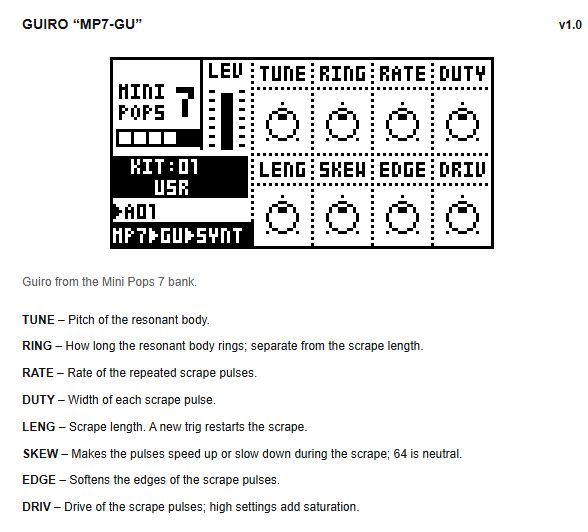 GUIRO “MP7-GU”
v1.0
MINI
POPS 7
LEV
TUNE RING RATE DUTY
KIT:01
USR
A01
MP7▸GU▸SYNT
LENG SKEW EDGE DRIV
Guiro from the Mini Pops 7 bank.
TUNE – Pitch of the resonant body.
RING – How long the resonant body rings; separate from the scrape length.
RATE – Rate of the repeated scrape pulses.
DUTY – Width of each scrape pulse.
LENG – Scrape length. A new trig restarts the scrape.
SKEW – Makes the pulses speed up or slow down during the scrape; 64 is neutral.
EDGE – Softens the edges of the scrape pulses.
DRIV – Drive of the scrape pulses; high settings add saturation.